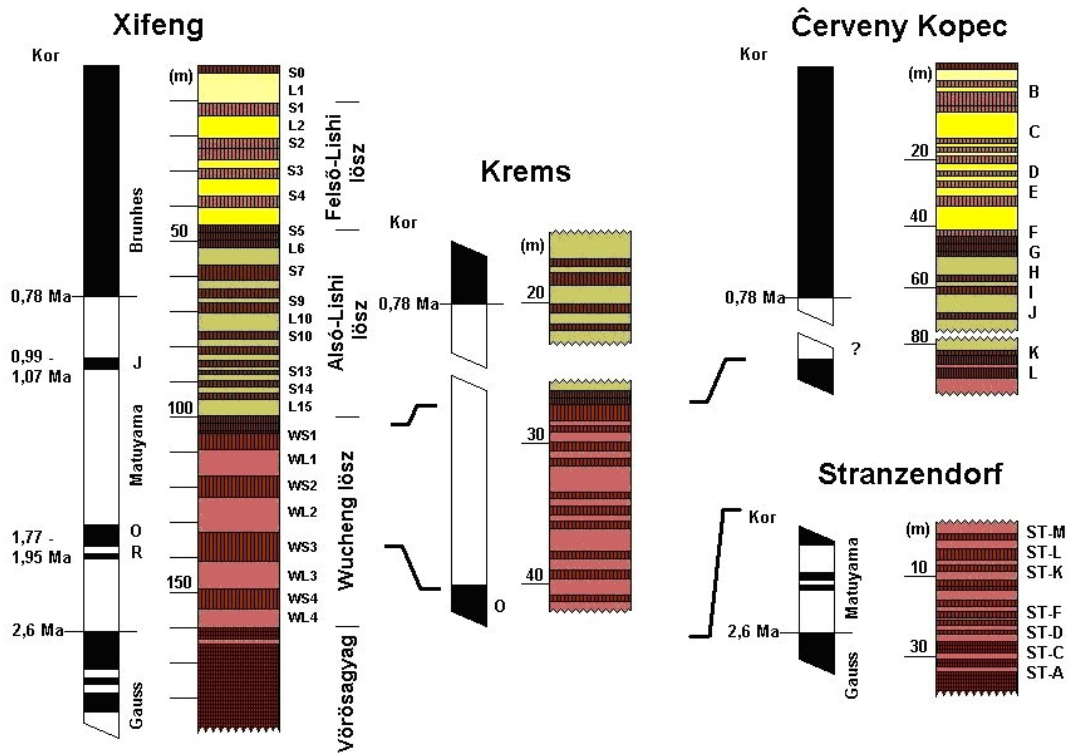 Xifeng
Kor
(m)
S0
L1
S1
L2
S2
S3
S4
50
S5
L6
S7
S9
L10
S10
S13
S14
100
L15
WS1
WL1
WS2
WL2
WS3
WL3
150
WS4
WL4
Brunhes
0,78 Ma
0,99 -
1,07 Ma
J
Matuyama
1,77 -
1,95 Ma
O
R
2,6 Ma
Gauss
Felső-Lishi
lösz
Alsó-Lishi
lösz
Wucheng lösz
Vörösagyag
Krems
Kor
(m)
0,78 Ma
20
30
40
O
Ĉerveny Kopec
Kor
(m)
B
C
20
D
E
40
F
G
H
60
I
J
80
K
L
0,78 Ma
?
Stranzendorf
Kor
(m)
ST-M
ST-L
10
ST-K
ST-F
ST-D
30
ST-C
ST-A
Matuyama
2,6 Ma
Gauss